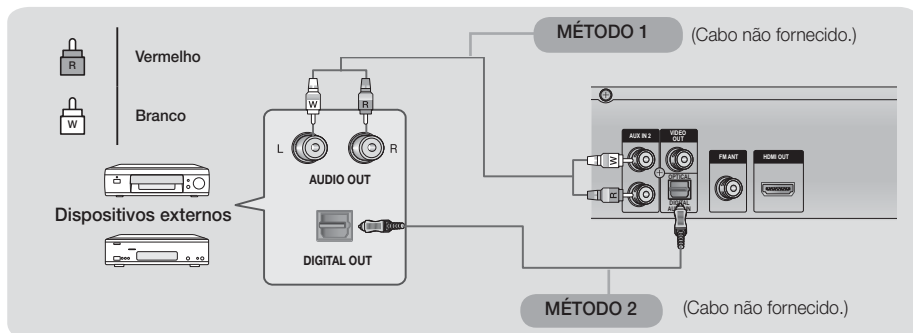 MÉTODO 1
(Cabo não fornecido.)
R
Vermelho
W
Branco
W
R
L
R
AUDIO OUT
Dispositivos externos
DIGITAL OUT
AUX IN 2
VIDEO
OUT
FM ANT
HDMI OUT
W
R
OPTICAL
DIGITAL
MÉTODO 2
(Cabo não fornecido.)